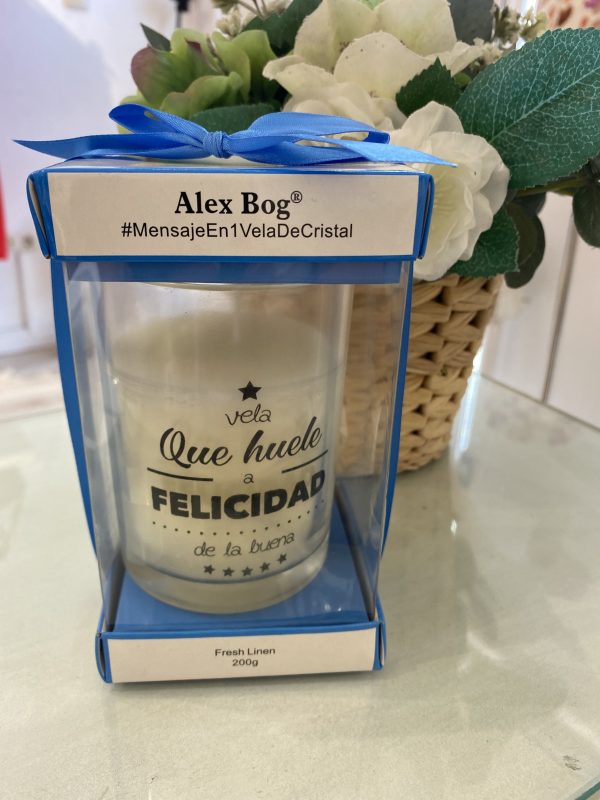 Alex Bog®
#MensajeEn1VelaDeCristal
vela
Que huele
a
FELICIDAD
de la buena
Fresh Linen
200g